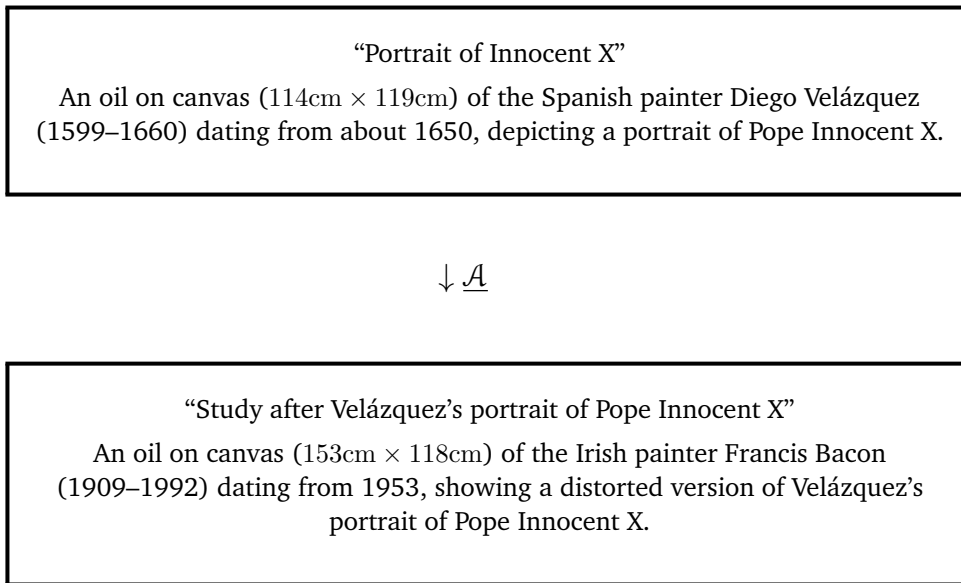 “Portrait of Innocent X”
An oil on canvas (114cm × 119cm) of the Spanish painter Diego Velázquez
(1599–1660) dating from about 1650, depicting a portrait of Pope Innocent X.
↓ A
“Study after Velázquez’s portrait of Pope Innocent X”
An oil on canvas (153cm × 118cm) of the Irish painter Francis Bacon
(1909–1992) dating from 1953, showing a distorted version of Velázquez’s
portrait of Pope Innocent X.